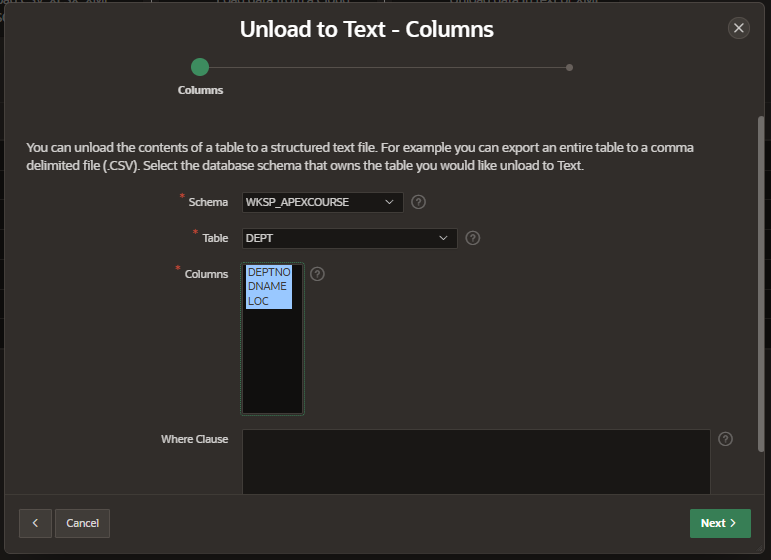 Unload to Text - Columns
Columns
You can unload the contents of a table to a structured text file. For example you can export an entire table to a comma
delimited file (.CSV). Select the database schema that owns the table you would like unload to Text.
* Schema WKSP_APEXCOURSE ?
* Table DEPT ?
* Columns DEPTNO ?
DNAME
LOC
Where Clause ?
Cancel Next